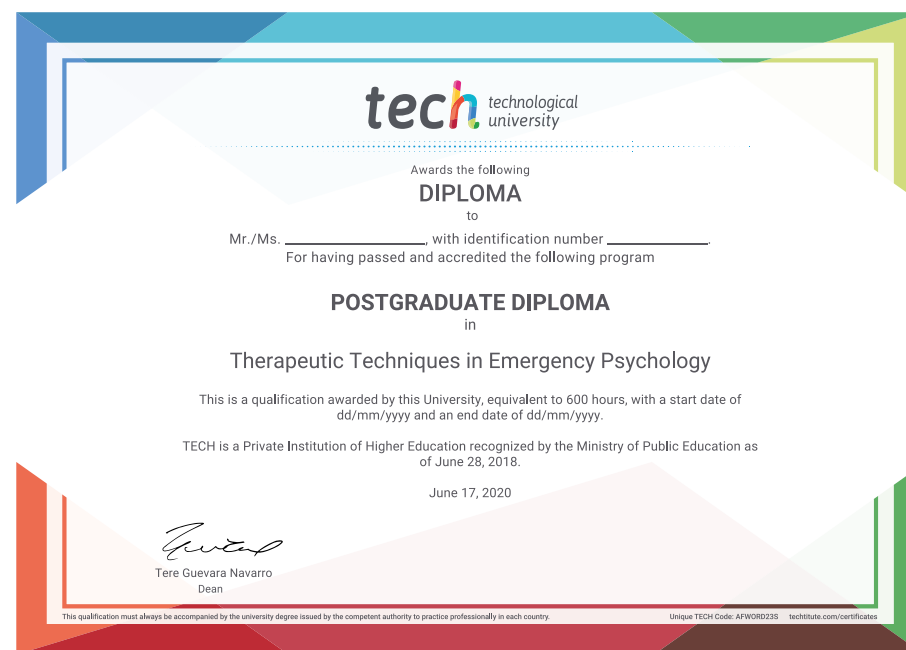 tech technological
university
Awards the following
DIPLOMA
to
Mr./Ms. ____________________, with identification number ______________.
For having passed and accredited the following program
POSTGRADUATE DIPLOMA
in
Therapeutic Techniques in Emergency Psychology
This is a qualification awarded by this University, equivalent to 600 hours, with a start date of
dd/mm/yyyy and an end date of dd/mm/yyyy.
TECH is a Private Institution of Higher Education recognized by the Ministry of Public Education as
of June 28, 2018.
June 17, 2020
Tere Guevara Navarro
Dean
This qualification must always be accompanied by the university degree issued by the competent authority to practice professionally in each country. Unique TECH Code: AFWORD23S techtitute.com/certificates